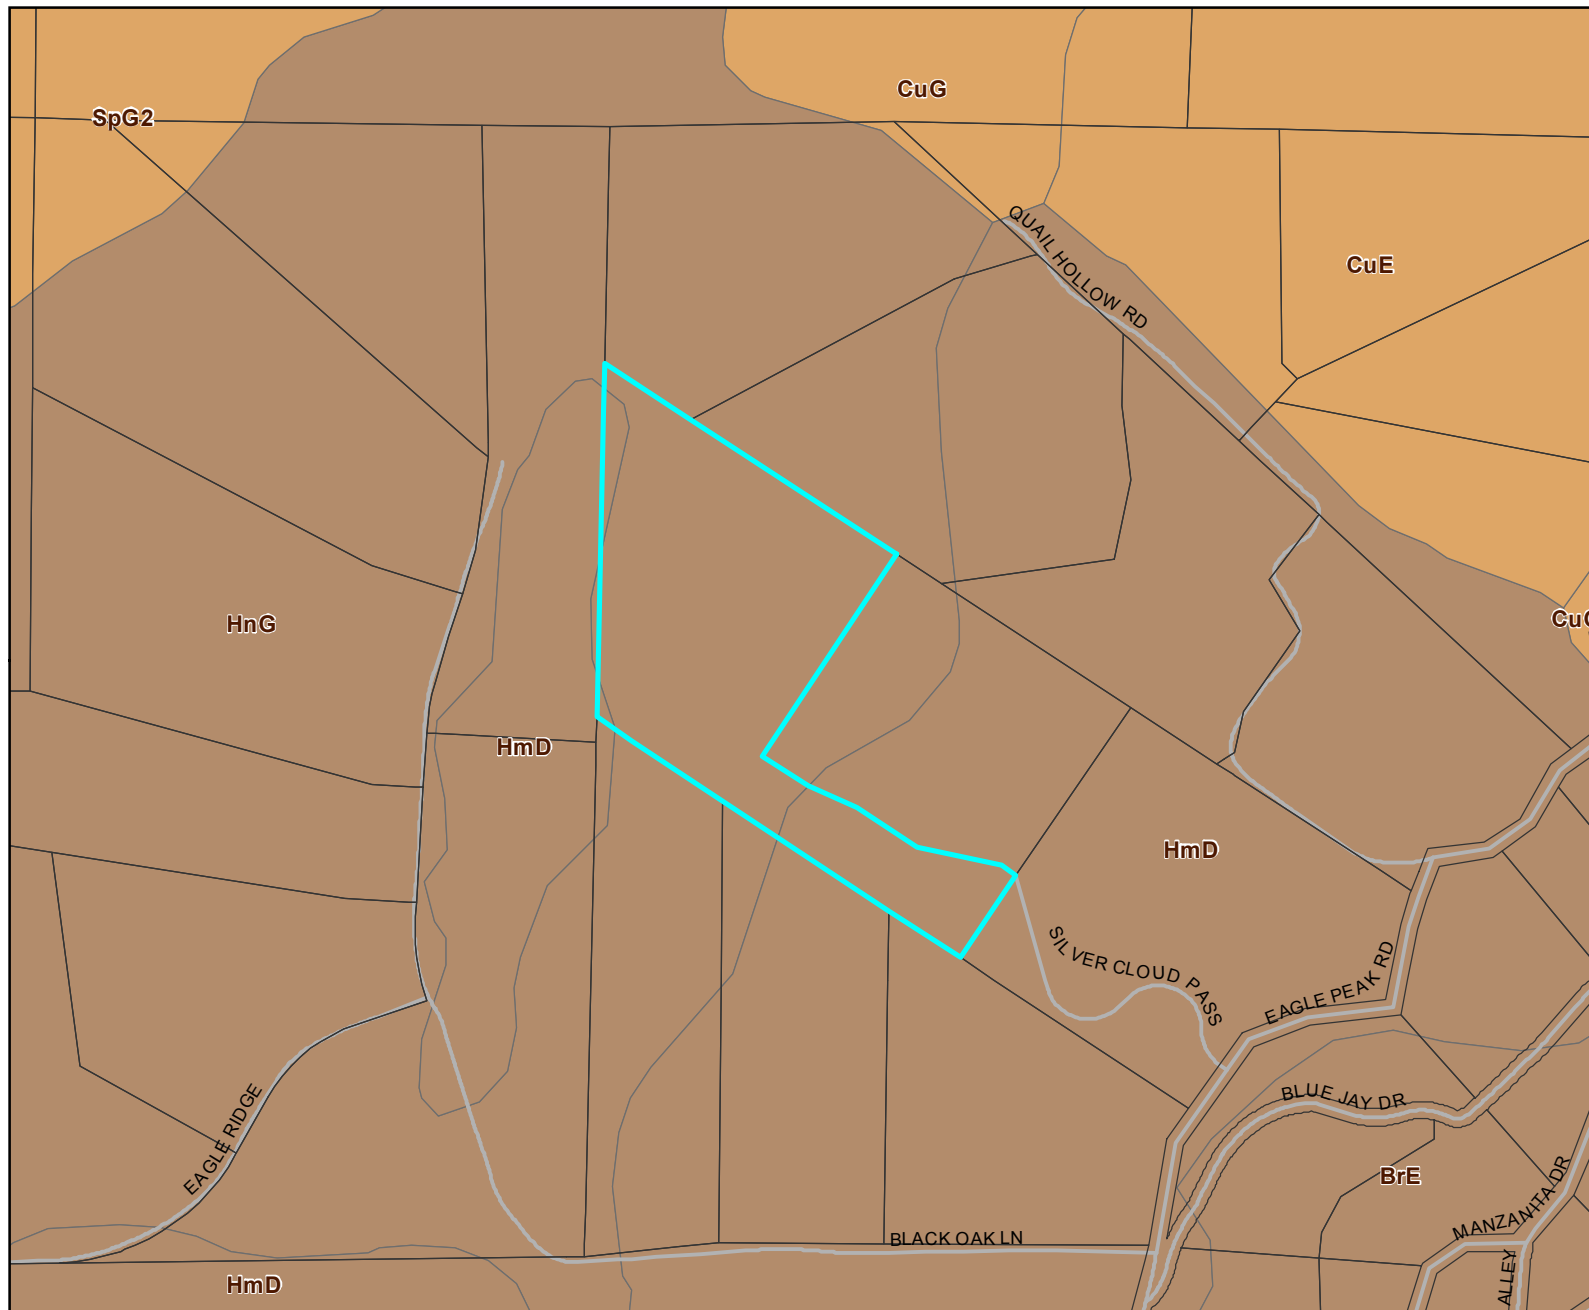 CuG
SpG2
QUAIL HOLLOW RD
CuE
HnG
CuG
HmD
HmD
SILVER CLOUD PASS
EAGLE PEAK RD
BLUE JAY DR
EAGLE RIDGE
BrE
MANZANITA DR
BLACK OAK LN
ALLEY
HmD